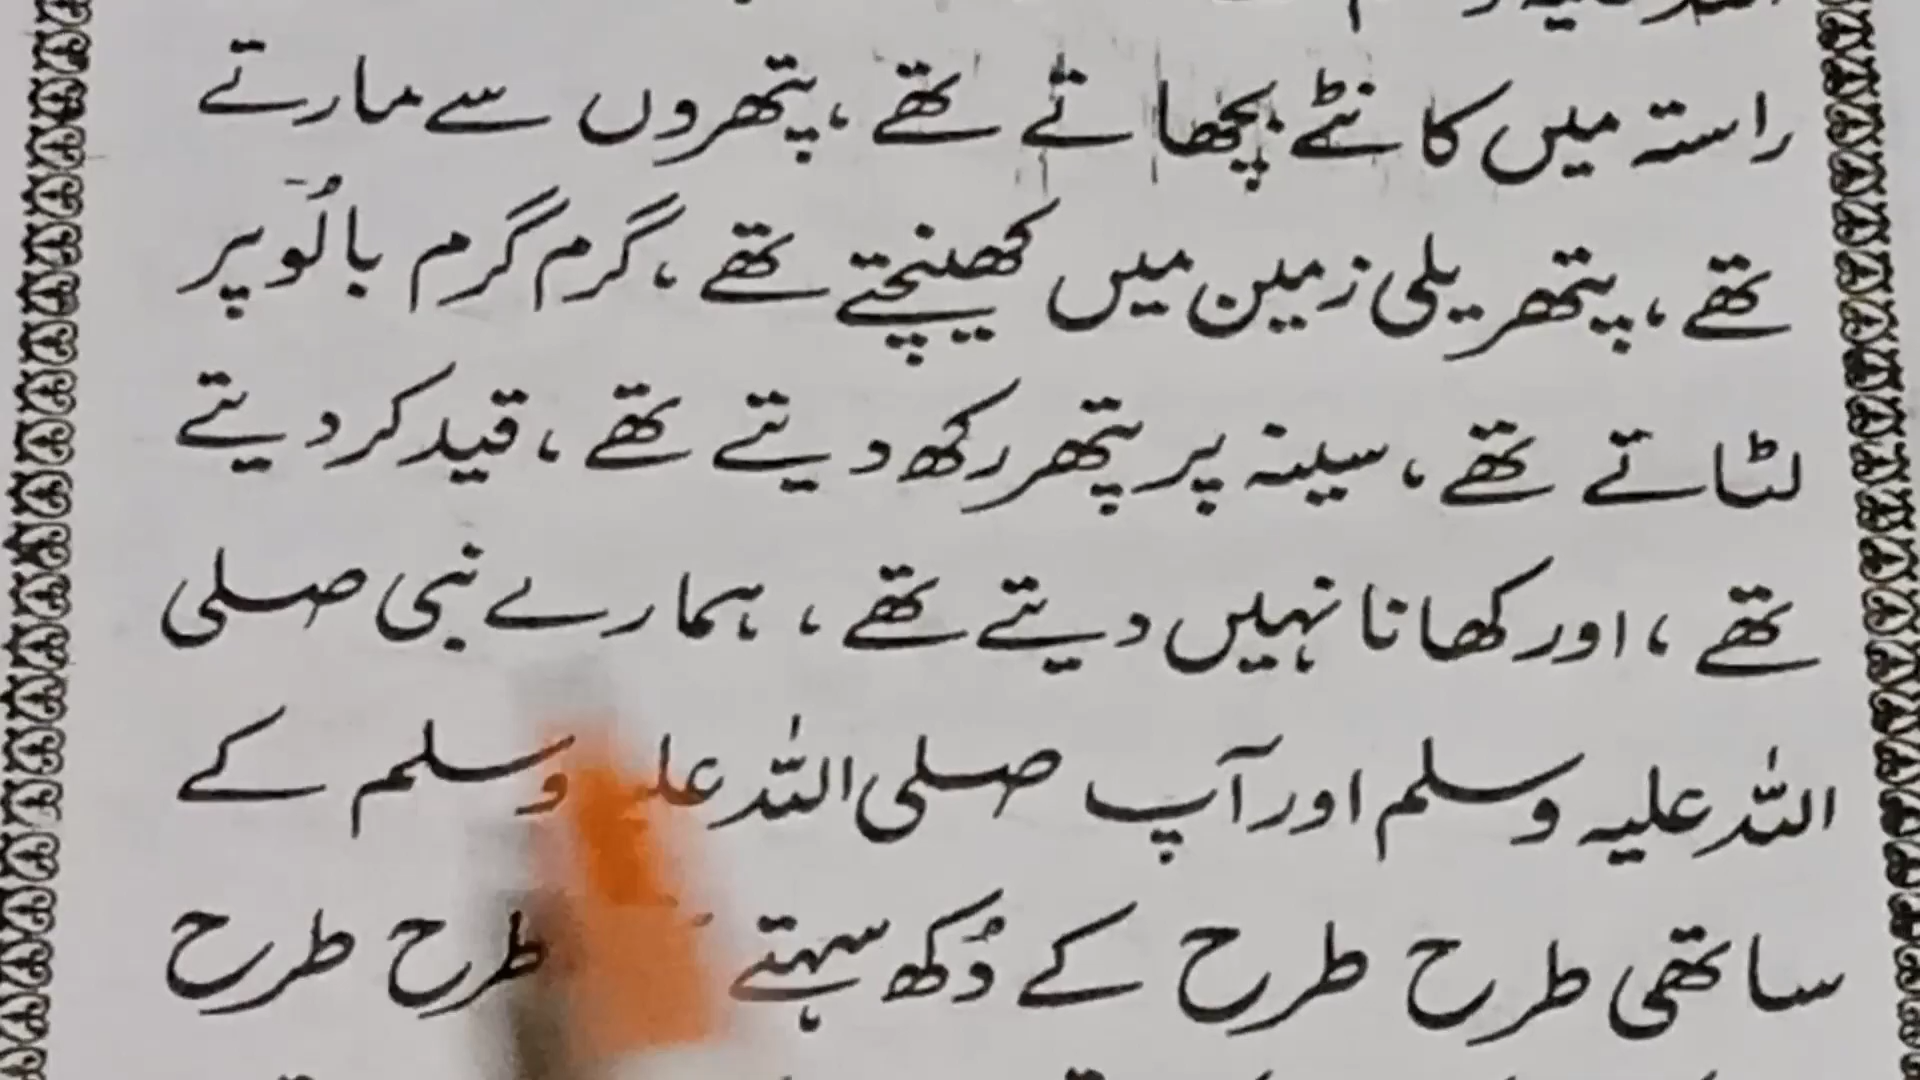 راستہ میں کانٹے بچھاتے تھے، پتھروں سے مارتے
تھے، پتھریلی زمین میں کھینچتے تھے، گرم گرم بالُو پر
لٹاتے تھے، سینہ پر پتھر رکھ دیتے تھے، قید کر دیتے
تھے، اور کھانا نہیں دیتے تھے، ہمارے نبی صلی
اللہ علیہ وسلم اور آپ صلی اللہ علیہ وسلم کے
ساتھی طرح طرح کے دُکھ سہتے طرح طرح